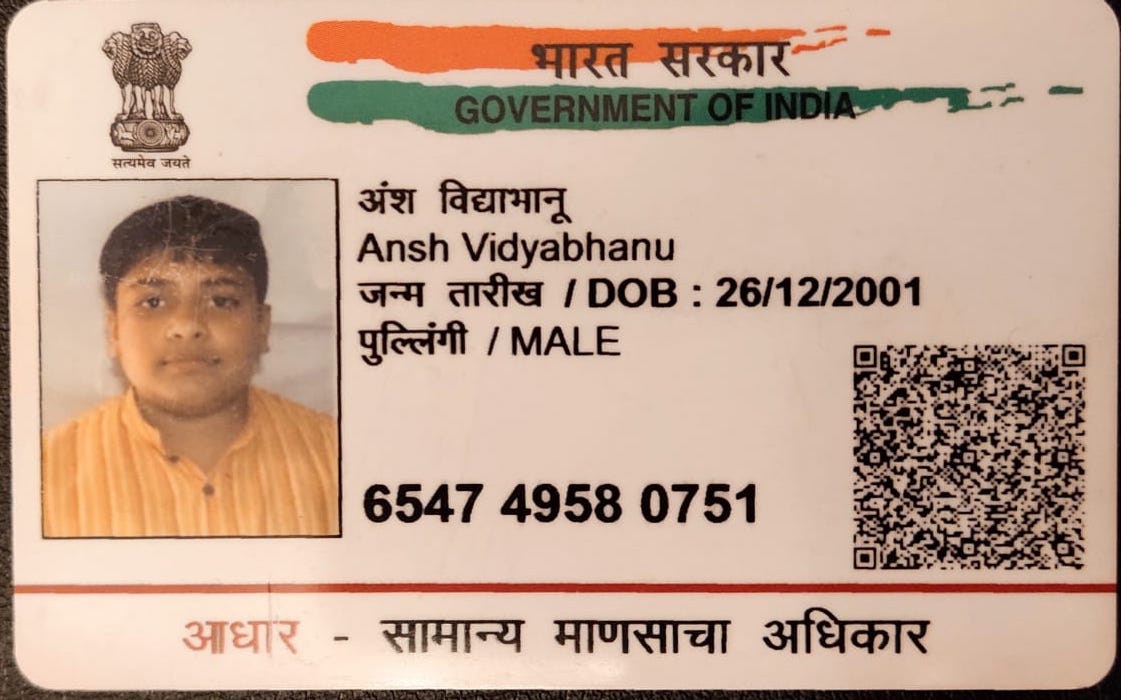 भारत सरकार
GOVERNMENT OF INDIA
सत्यमेव जयते
अंश विद्याभानू
Ansh Vidyabhanu
जन्म तारीख / DOB : 26/12/2001
पुल्लिंगी / MALE
6547 4958 0751
आधार - सामान्य माणसाचा अधिकार